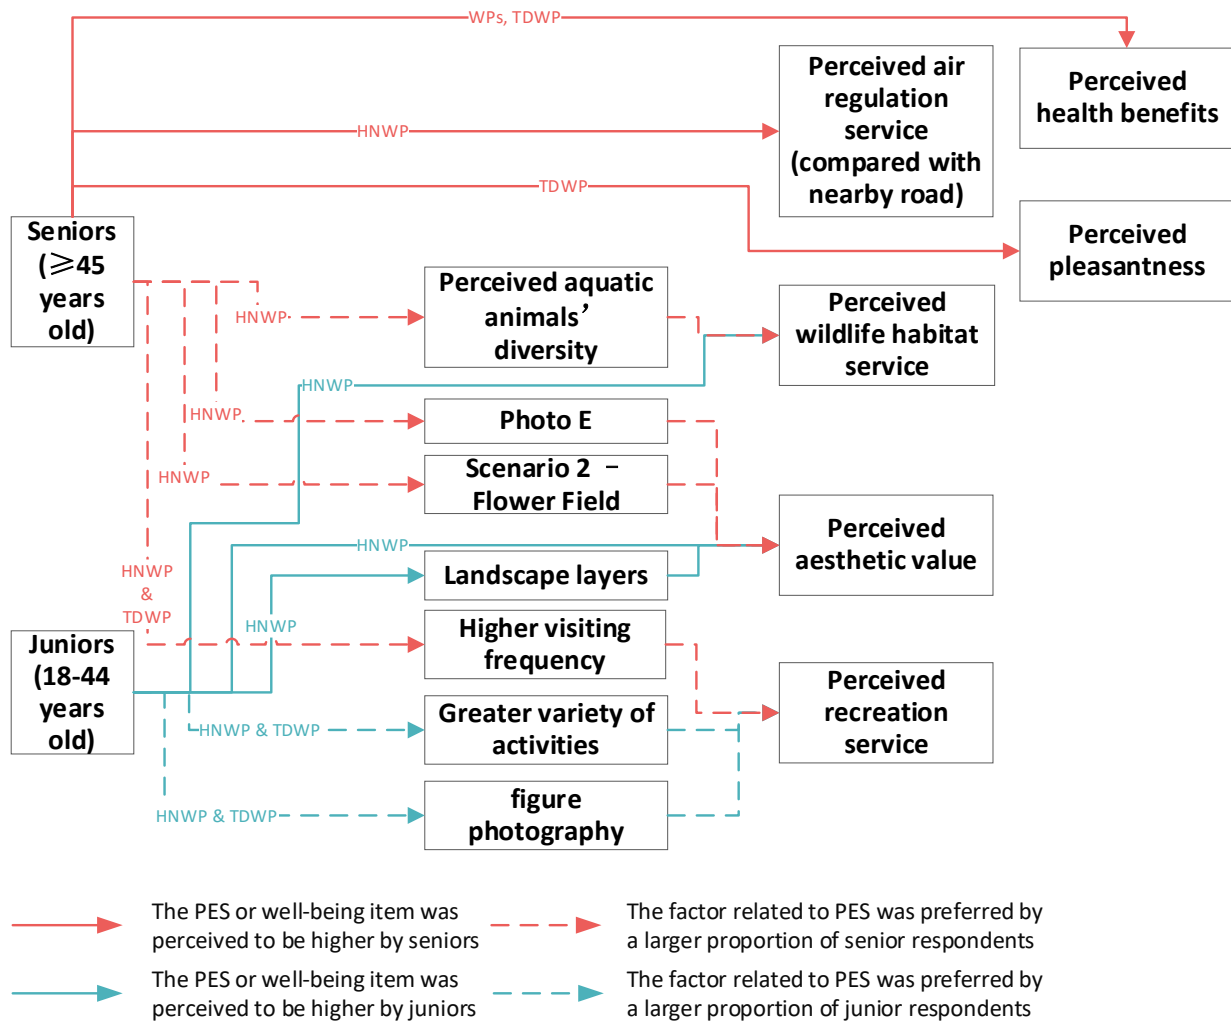 WPs, TDWP
Perceived air
regulation
service
(compared with
nearby road)
Perceived
health benefits
HNWP
TDWP
Seniors
(≥45
years
old)
Perceived
pleasantness
Perceived aquatic
animals’
diversity
HNWP
Perceived
wildlife habitat
service
HNWP
Photo E
HNWP
Scenario 2 –
Flower Field
HNWP
Perceived
aesthetic value
HNWP
Landscape layers
HNWP
&
TDWP
HNWP
Higher visiting
frequency
Juniors
(18-44
years
old)
Perceived
recreation
service
Greater variety of
activities
HNWP & TDWP
figure
photography
HNWP & TDWP
The PES or well-being item was
perceived to be higher by seniors
The factor related to PES was preferred by
a larger proportion of senior respondents
The PES or well-being item was
perceived to be higher by juniors
The factor related to PES was preferred by
a larger proportion of junior respondents